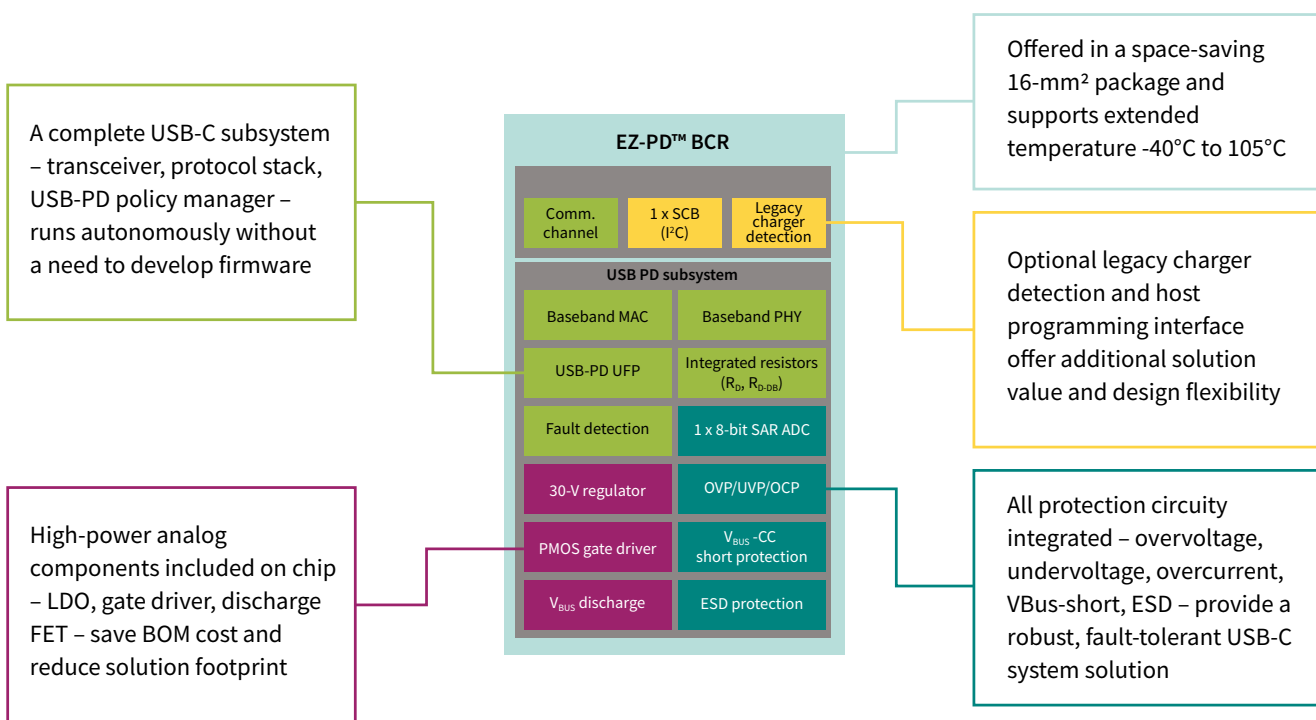 A complete USB-C subsystem
– transceiver, protocol stack,
USB-PD policy manager –
runs autonomously without
a need to develop firmware
High-power analog
components included on chip
– LDO, gate driver, discharge
FET – save BOM cost and
reduce solution footprint
EZ-PD™ BCR
Comm.
channel
1 x SCB
(I²C)
Legacy
charger
detection
USB PD subsystem
Baseband MAC
Baseband PHY
USB-PD UFP
Integrated resistors
(R_D, R_D-DB)
Fault detection
1 x 8-bit SAR ADC
30-V regulator
OVP/UVP/OCP
PMOS gate driver
V_BUS -CC
short protection
V_BUS discharge
ESD protection
Offered in a space-saving
16-mm² package and
supports extended
temperature -40°C to 105°C
Optional legacy charger
detection and host
programming interface
offer additional solution
value and design flexibility
All protection circuity
integrated – overvoltage,
undervoltage, overcurrent,
VBus-short, ESD – provide a
robust, fault-tolerant USB-C
system solution